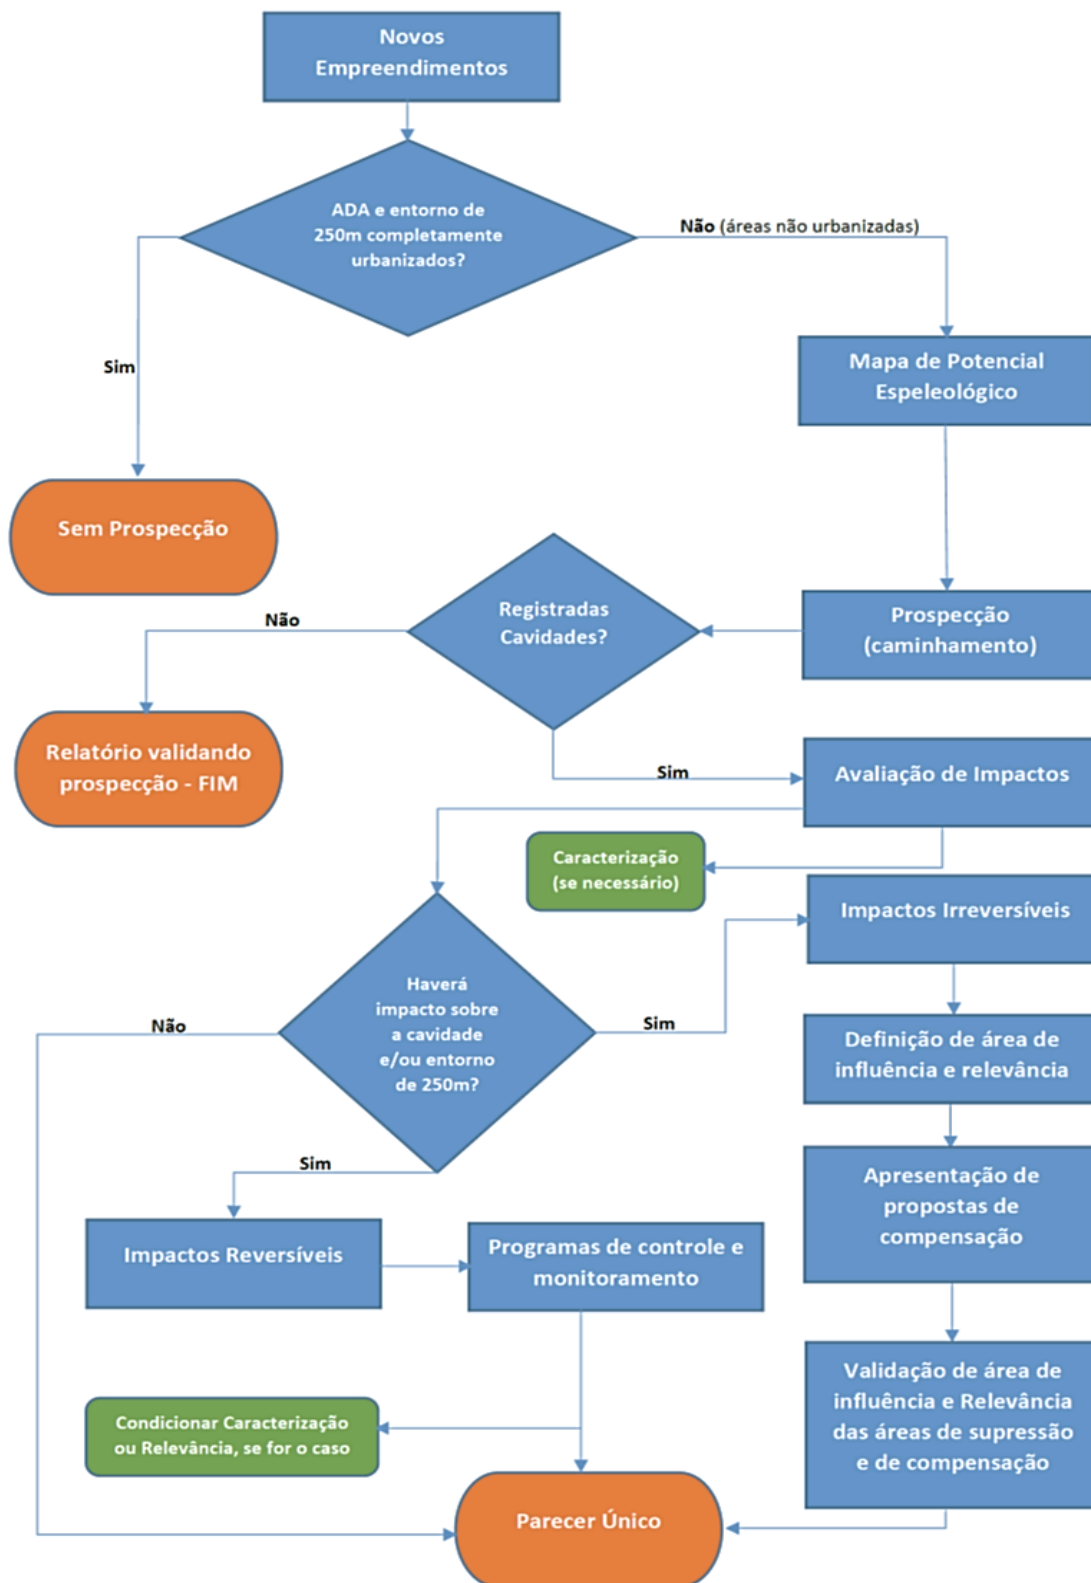 Novos
Empreendimentos
ADA e entorno de
250m completamente
urbanizados?
Não (áreas não urbanizadas)
Sim
Mapa de Potencial
Espeleológico
Sem Prospecção
Registradas
Cavidades?
Não
Prospecção
(caminhamento)
Relatório validando
prospecção - FIM
Sim
Avaliação de Impactos
Caracterização
(se necessário)
Impactos Irreversíveis
Haverá
impacto sobre
a cavidade
e/ou entorno
de 250m?
Não
Sim
Definição de área de
influência e relevância
Sim
Apresentação de
propostas de
compensação
Impactos Reversíveis
Programas de controle e
monitoramento
Validação de área de
influência e Relevância
das áreas de supressão
e de compensação
Condicionar Caracterização
ou Relevância, se for o caso
Parecer Único